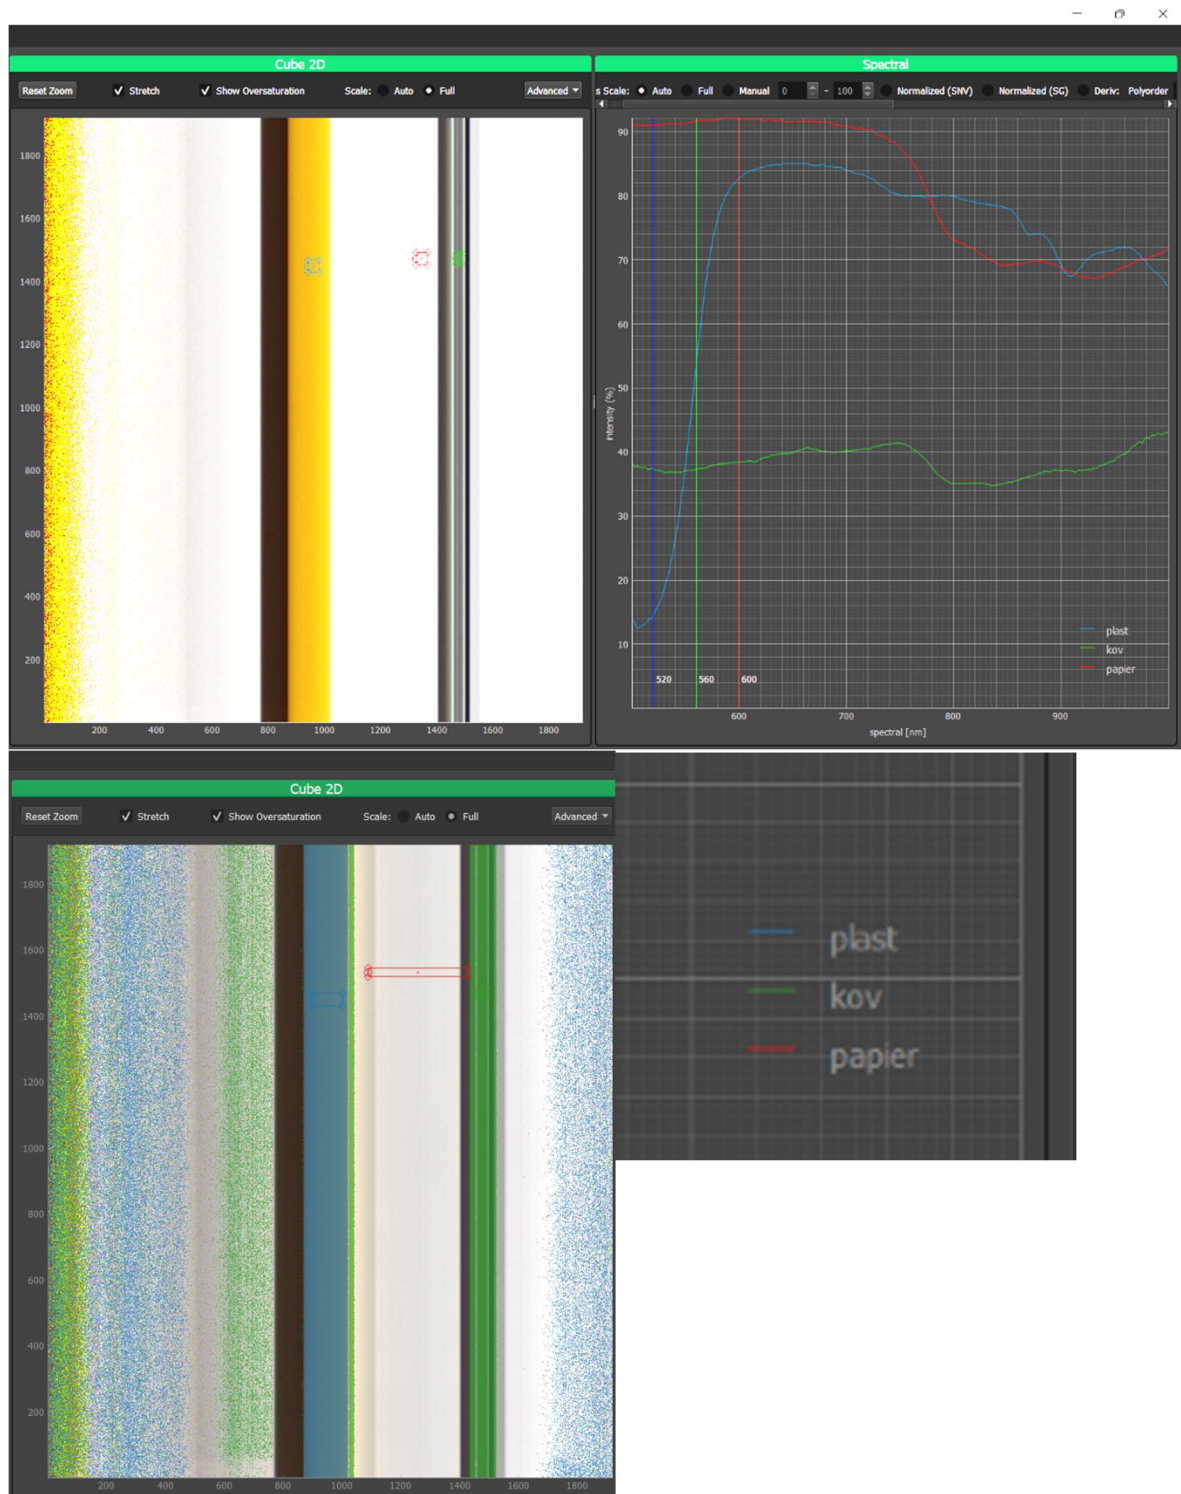 Cube 2D
Reset Zoom Stretch Show Oversaturation Scale: Auto Full Advanced
1800
1600
1400
1200
1000
800
600
400
200
200 400 600 800 1000 1200 1400 1600 1800
Spectral
s Scale: Auto Full Manual 0 - 100 Normalized (SNV) Normalized (SG) Deriv: Polyorder
90
80
70
60
50
40
30
20
10
intensity (%)
plast
kov
papier
520 560 600
600 700 800 900
spectral [nm]
Cube 2D
Reset Zoom Stretch Show Oversaturation Scale: Auto Full Advanced
1800
1600
1400
1200
1000
800
600
400
200
200 400 600 800 1000 1200 1400 1600 1800
plast
kov
papier